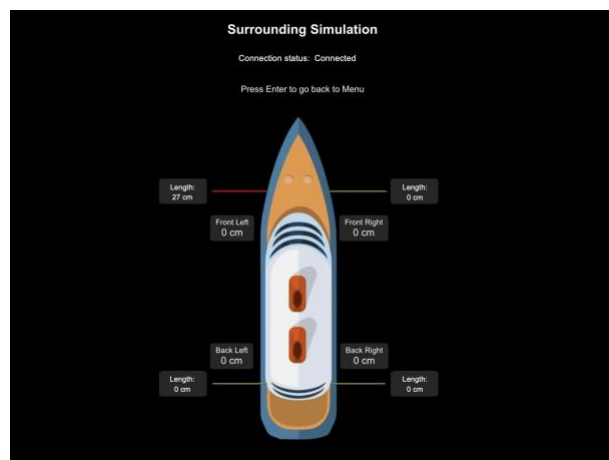 Surrounding Simulation
Connection status: Connected
Press Enter to go back to Menu
Length:
27 cm
Length:
0 cm
Front Left
0 cm
Front Right
0 cm
Back Left
0 cm
Back Right
0 cm
Length:
0 cm
Length:
0 cm